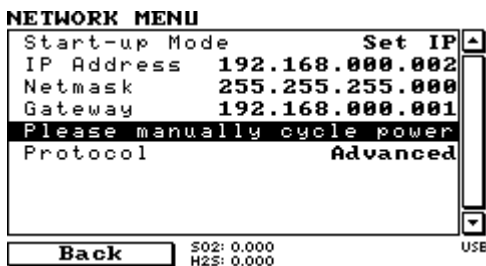 NETWORK MENU
Start-up Mode Set IP
IP Address 192.168.000.002
Netmask 255.255.255.000
Gateway 192.168.000.001
Please manually cycle power
Protocol Advanced
Back
SO2: 0.000
H2S: 0.000
USB